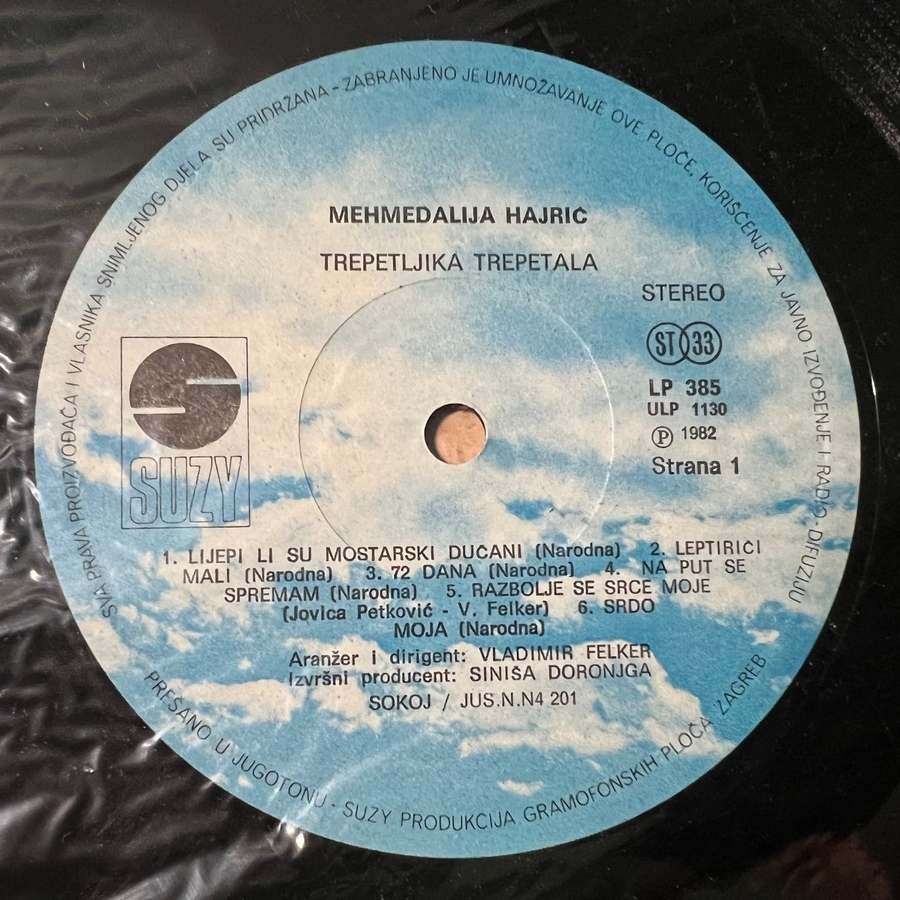 SVA PRAVA PROIZVOĐAČA I VLASNIKA SNIMLJENOG DJELA SU PRIDRŽANA - ZABRANJENO JE UMNOŽAVANJE OVE PLOČE, KORIŠĆENJE ZA JAVNO IZVOĐENJE I RADIO-DIFUZIJU
MEHMEDALIJA HAJRIĆ
TREPETLJIKA TREPETALA
STEREO
ST 33
LP 385
ULP 1130
Ⓟ 1982
Strana 1
SUZY
1. LIJEPI LI SU MOSTARSKI DUĆANI (Narodna) 2. LEPTIRIĆI
MALI (Narodna) 3. 72 DANA (Narodna) 4. NA PUT SE
SPREMAM (Narodna) 5. RAZBOLJE SE SRCE MOJE
(Jovica Petković - V. Felker) 6. SRDO
MOJA (Narodna)
Aranžer i dirigent: VLADIMIR FELKER
Izvršni producent: SINIŠA DORONJGA
SOKOJ / JUS.N.N4 201
PREŠANO U JUGOTONU - SUZY PRODUKCIJA GRAMOFONSKIH PLOČA ZAGREB